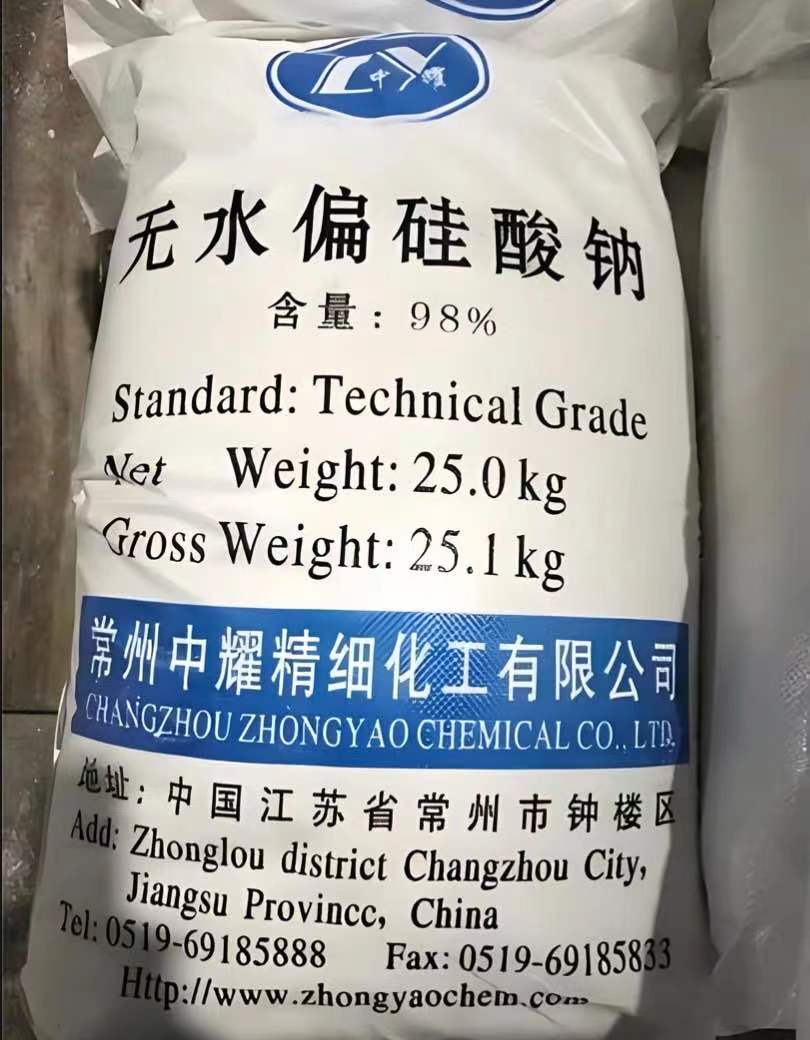 中耀
无水偏硅酸钠
含量：98%
Standard: Technical Grade
Net Weight: 25.0 kg
Gross Weight: 25.1 kg
常州中耀精细化工有限公司
CHANGZHOU ZHONGYAO CHEMICAL CO., LTD.
地址：中国江苏省常州市钟楼区
Add: Zhonglou district Changzhou City,
Jiangsu Provincc, China
Tel: 0519-69185888 Fax: 0519-69185833
Http://www.zhongyaochem.com